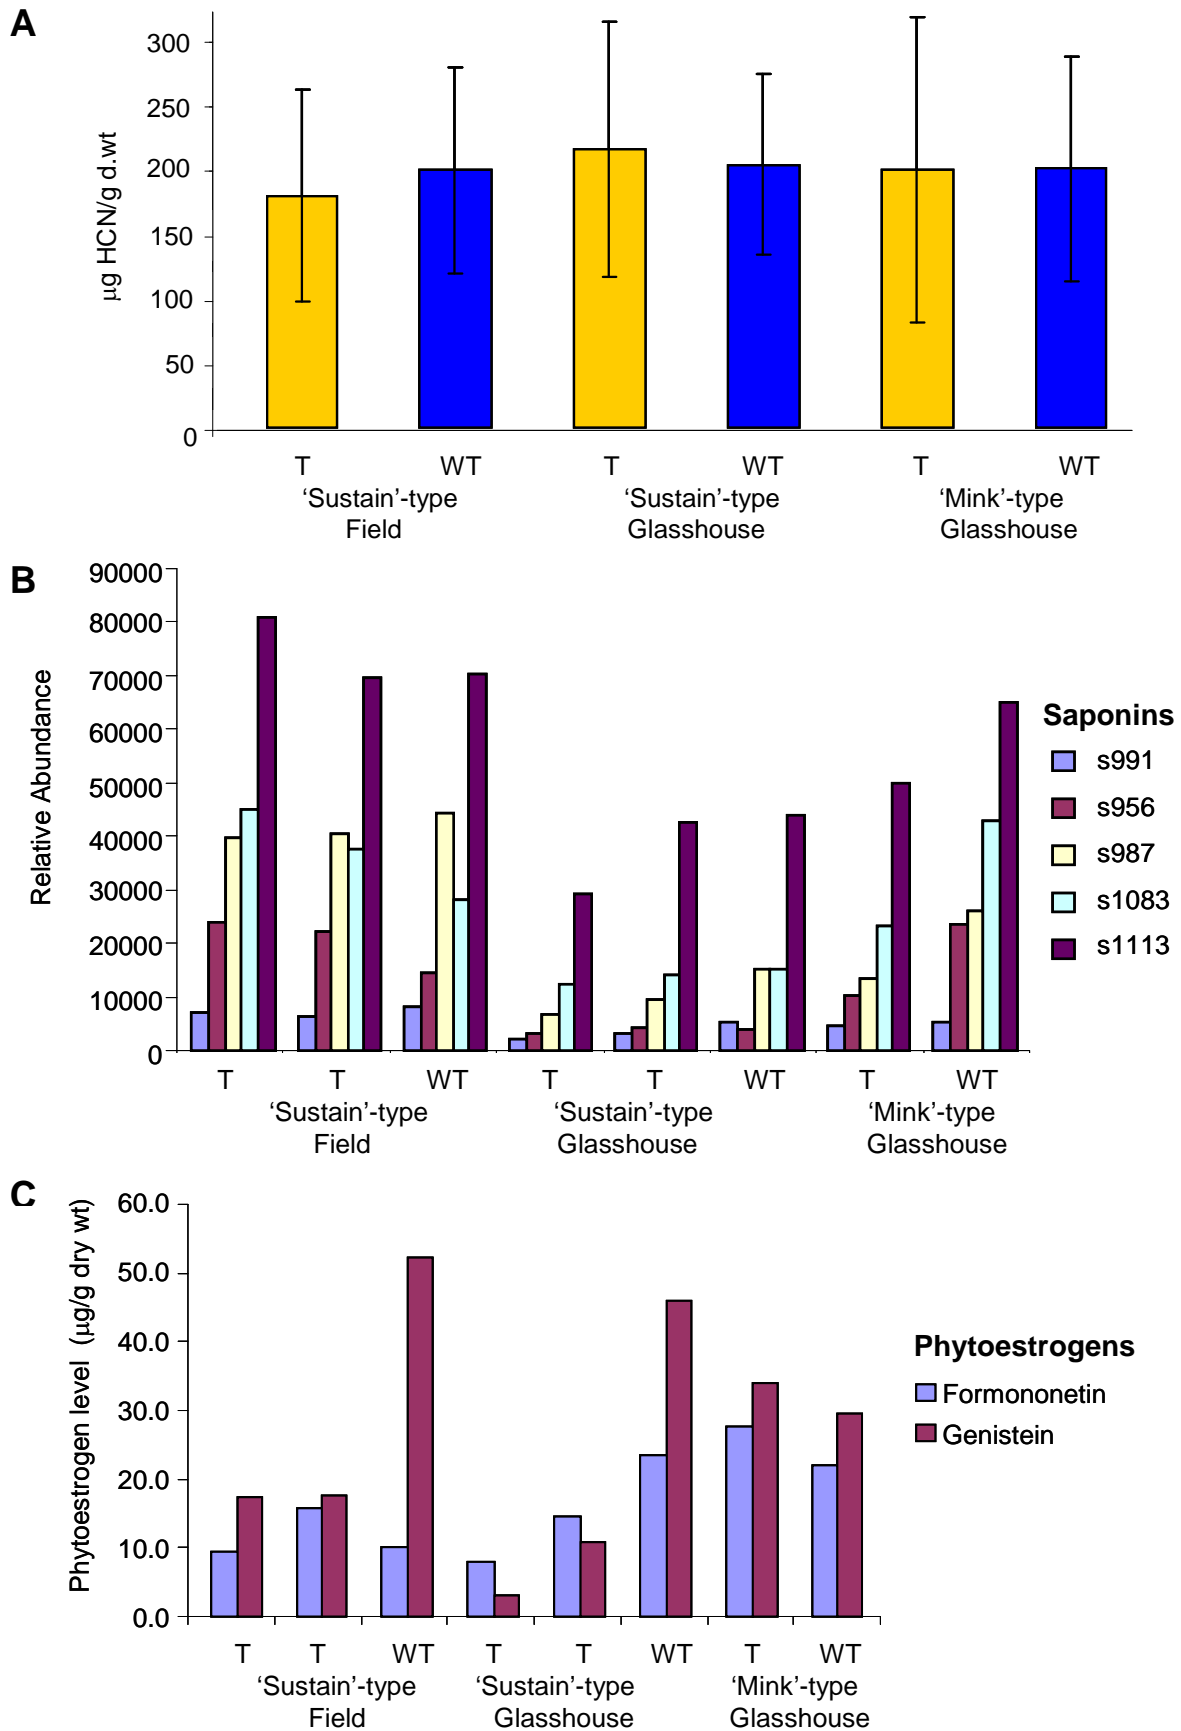 A
μg HCN/g d.wt
300
250
200
150
100
50
0
T WT T WT T WT
‘Sustain’-type ‘Sustain’-type ‘Mink’-type
Field Glasshouse Glasshouse
B
Relative Abundance
90000
80000
70000
60000
50000
40000
30000
20000
10000
0
T T WT T T WT T WT
‘Sustain’-type ‘Sustain’-type ‘Mink’-type
Field Glasshouse Glasshouse
Saponins
s991
s956
s987
s1083
s1113
C
Phytoestrogen level (μg/g dry wt)
60.0
50.0
40.0
30.0
20.0
10.0
0.0
T T WT T T WT T WT
‘Sustain’-type ‘Sustain’-type ‘Mink’-type
Field Glasshouse Glasshouse
Phytoestrogens
Formononetin
Genistein